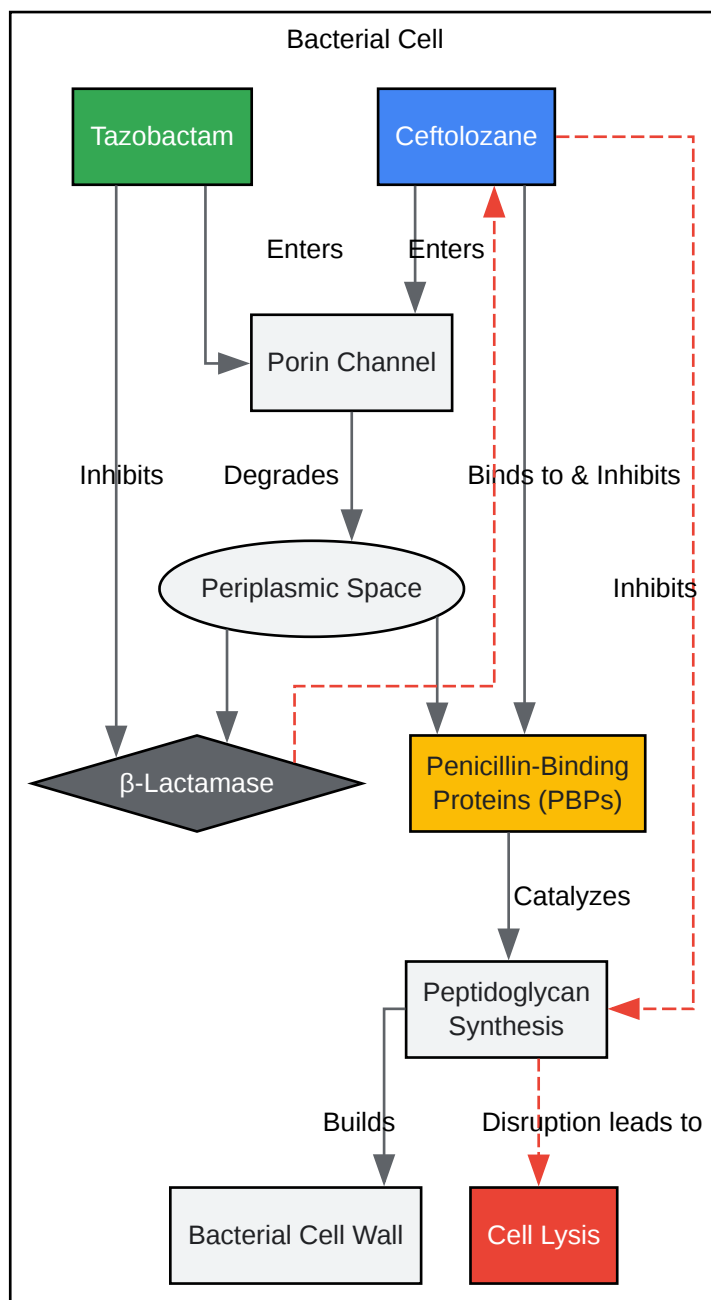 Bacterial Cell
Tazobactam
Ceftolozane
Enters
Enters
Porin Channel
Inhibits
Degrades
Binds to & Inhibits
Periplasmic Space
Inhibits
β-Lactamase
Penicillin-Binding
Proteins (PBPs)
Catalyzes
Peptidoglycan
Synthesis
Builds
Disruption leads to
Bacterial Cell Wall
Cell Lysis